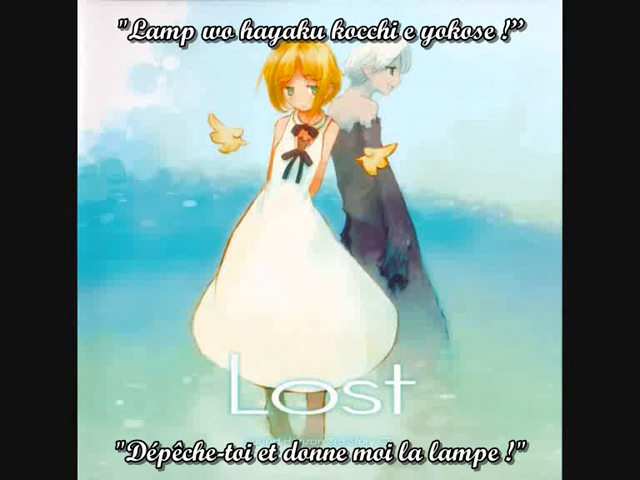 "Lamp wo hayaku kocchi e yokose !”
Lost
"Dépêche-toi et donne moi la lampe !"